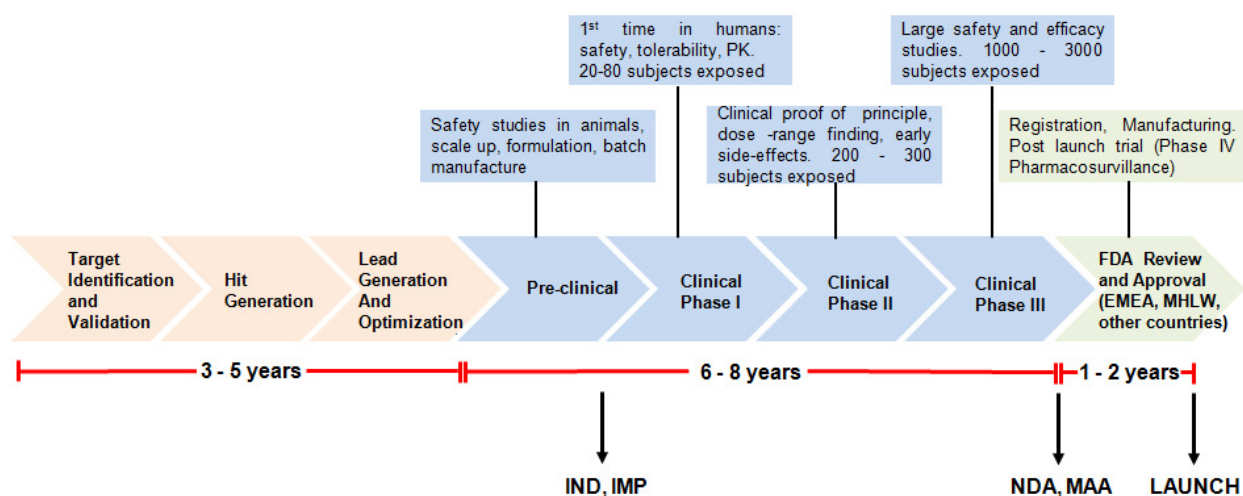 1st time in humans:
safety, tolerability, PK.
20-80 subjects exposed
Large safety and efficacy
studies. 1000 - 3000
subjects exposed
Safety studies in animals,
scale up, formulation, batch
manufacture
Clinical proof of principle,
dose -range finding, early
side-effects. 200 - 300
subjects exposed
Registration, Manufacturing.
Post launch trial (Phase IV
Pharmacosurvillance)
Target
Identification
and
Validation
Hit
Generation
Lead
Generation
And
Optimization
Pre-clinical
Clinical
Phase I
Clinical
Phase II
Clinical
Phase III
FDA Review
and Approval
(EMEA, MHLW,
other countries)
3 - 5 years
6 - 8 years
1 - 2 years
IND, IMP
NDA, MAA
LAUNCH